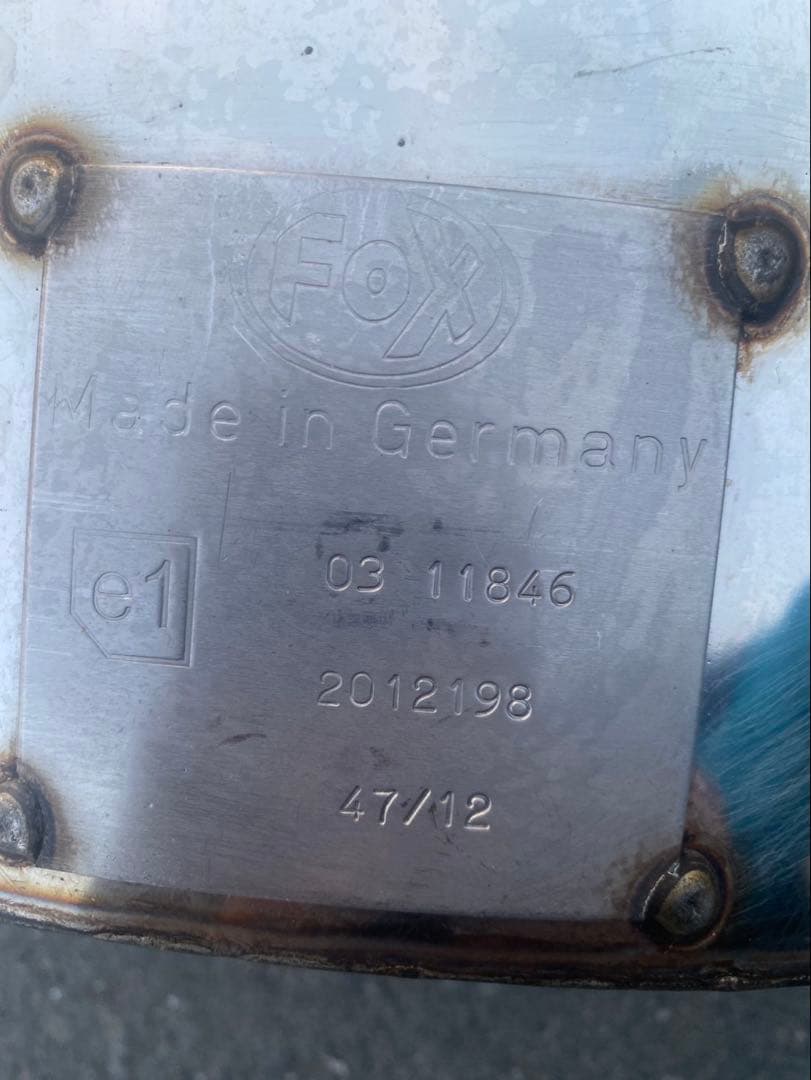 FOX
Made in Germany
e1 03 11846
2012198
47/12